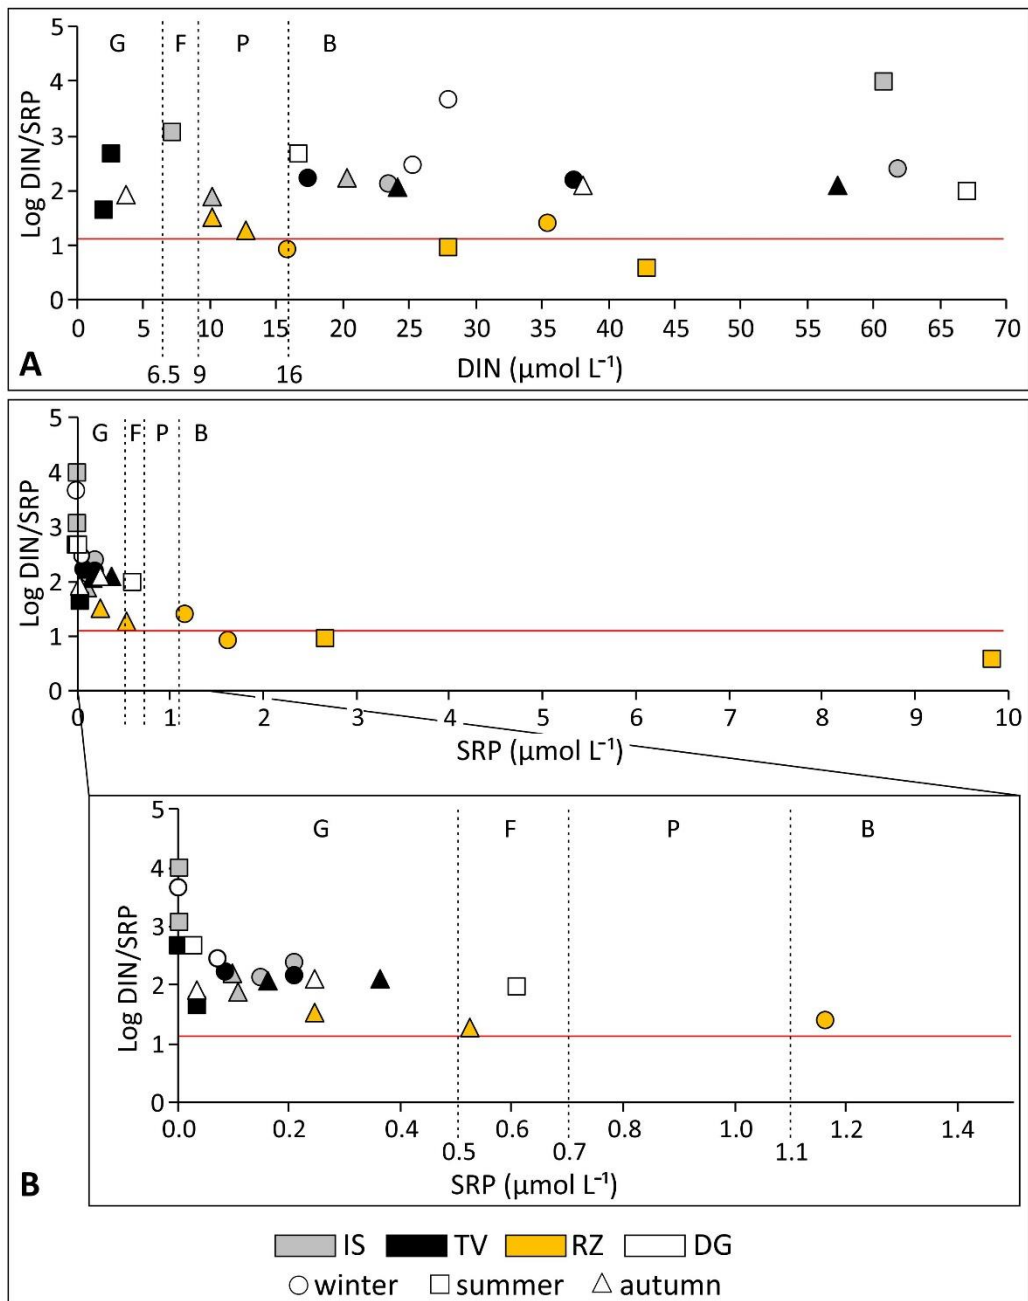 5
G F P B
4
3
2
1
0
Log DIN/SRP
0 5 10 15 20 25 30 35 40 45 50 55 60 65 70
6.5 9 16
DIN (µmol L⁻¹)
A
5
G F P B
4
3
2
1
0
Log DIN/SRP
0 1 2 3 4 5 6 7 8 9 10
SRP (µmol L⁻¹)
5
G F P B
4
3
2
1
0
Log DIN/SRP
0.0 0.2 0.4 0.6 0.8 1.0 1.2 1.4
0.5 0.7 1.1
SRP (µmol L⁻¹)
B
IS TV RZ DG
winter summer autumn